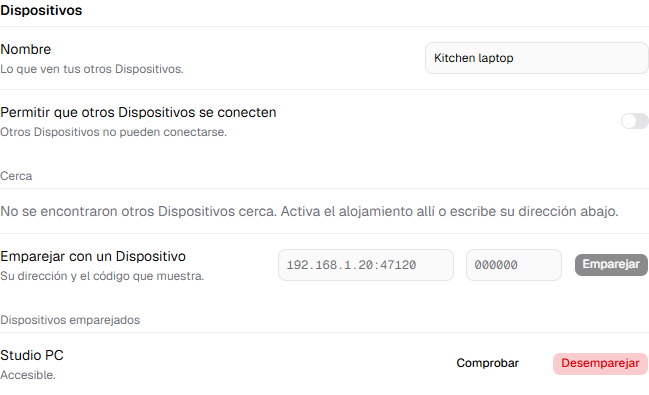 Dispositivos
Nombre
Lo que ven tus otros Dispositivos.
Kitchen laptop
Permitir que otros Dispositivos se conecten
Otros Dispositivos no pueden conectarse.
Cerca
No se encontraron otros Dispositivos cerca. Activa el alojamiento allí o escribe su dirección abajo.
Emparejar con un Dispositivo
Su dirección y el código que muestra.
192.168.1.20:47120
000000
Emparejar
Dispositivos emparejados
Studio PC
Accesible.
Comprobar
Desemparejar